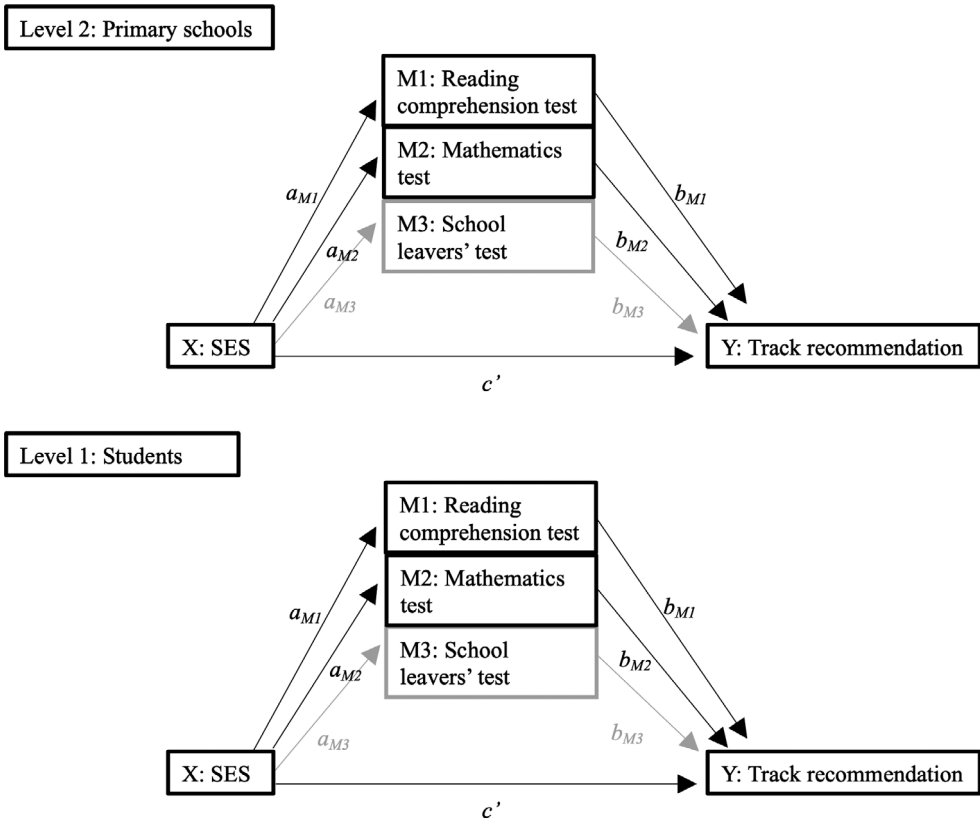 Level 2: Primary schools
M1: Reading
comprehension test
M2: Mathematics
test
M3: School
leavers’ test
aM1
aM2
aM3
bM1
bM2
bM3
X: SES
Y: Track recommendation
c’
Level 1: Students
M1: Reading
comprehension test
M2: Mathematics
test
M3: School
leavers’ test
aM1
aM2
aM3
bM1
bM2
bM3
X: SES
Y: Track recommendation
c’